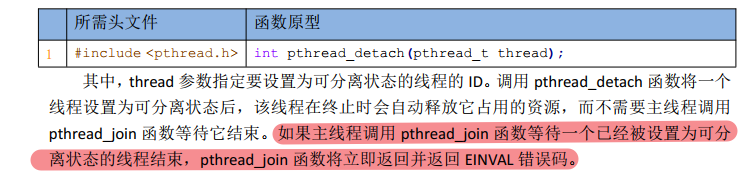 所需头文件 函数原型
1 #include <pthread.h> int pthread_detach(pthread_t thread);
其中，thread 参数指定要设置为可分离状态的线程的 ID。调用 pthread_detach 函数将一个
线程设置为可分离状态后，该线程在终止时会自动释放它占用的资源，而不需要主线程调用
pthread_join 函数等待它结束。如果主线程调用 pthread_join 函数等待一个已经被设置为可分
离状态的线程结束，pthread_join 函数将立即返回并返回 EINVAL 错误码。